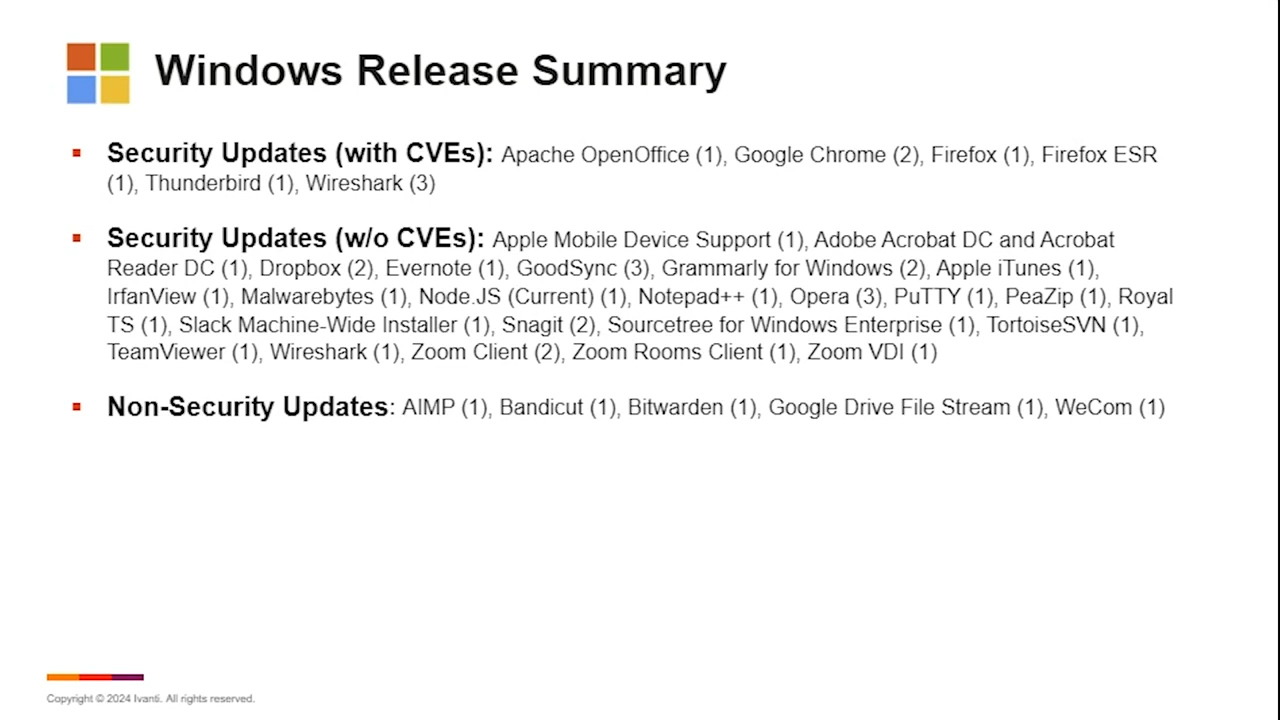 Windows Release Summary
Security Updates (with CVEs): Apache OpenOffice (1), Google Chrome (2), Firefox (1), Firefox ESR
(1), Thunderbird (1), Wireshark (3)
Security Updates (w/o CVEs): Apple Mobile Device Support (1), Adobe Acrobat DC and Acrobat
Reader DC (1), Dropbox (2), Evernote (1), GoodSync (3), Grammarly for Windows (2), Apple iTunes (1),
IrfanView (1), Malwarebytes (1), Node.JS (Current) (1), Notepad++ (1), Opera (3), PuTTY (1), PeaZip (1), Royal
TS (1), Slack Machine-Wide Installer (1), Snagit (2), Sourcetree for Windows Enterprise (1), TortoiseSVN (1),
TeamViewer (1), Wireshark (1), Zoom Client (2), Zoom Rooms Client (1), Zoom VDI (1)
Non-Security Updates: AIMP (1), Bandicut (1), Bitwarden (1), Google Drive File Stream (1), WeCom (1)
Copyright © 2024 Ivanti. All rights reserved.